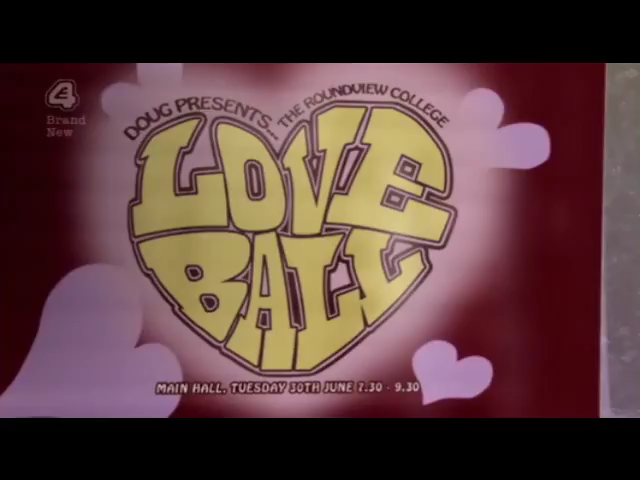 4
Brand
New
DOUG PRESENTS... THE ROUNDVIEW COLLEGE
LOVE
BALL
MAIN HALL, TUESDAY 30TH JUNE 7.30 - 9.30